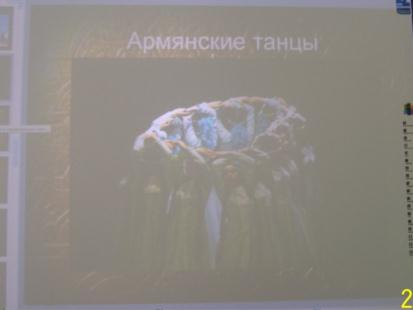 Армянские танцы
2